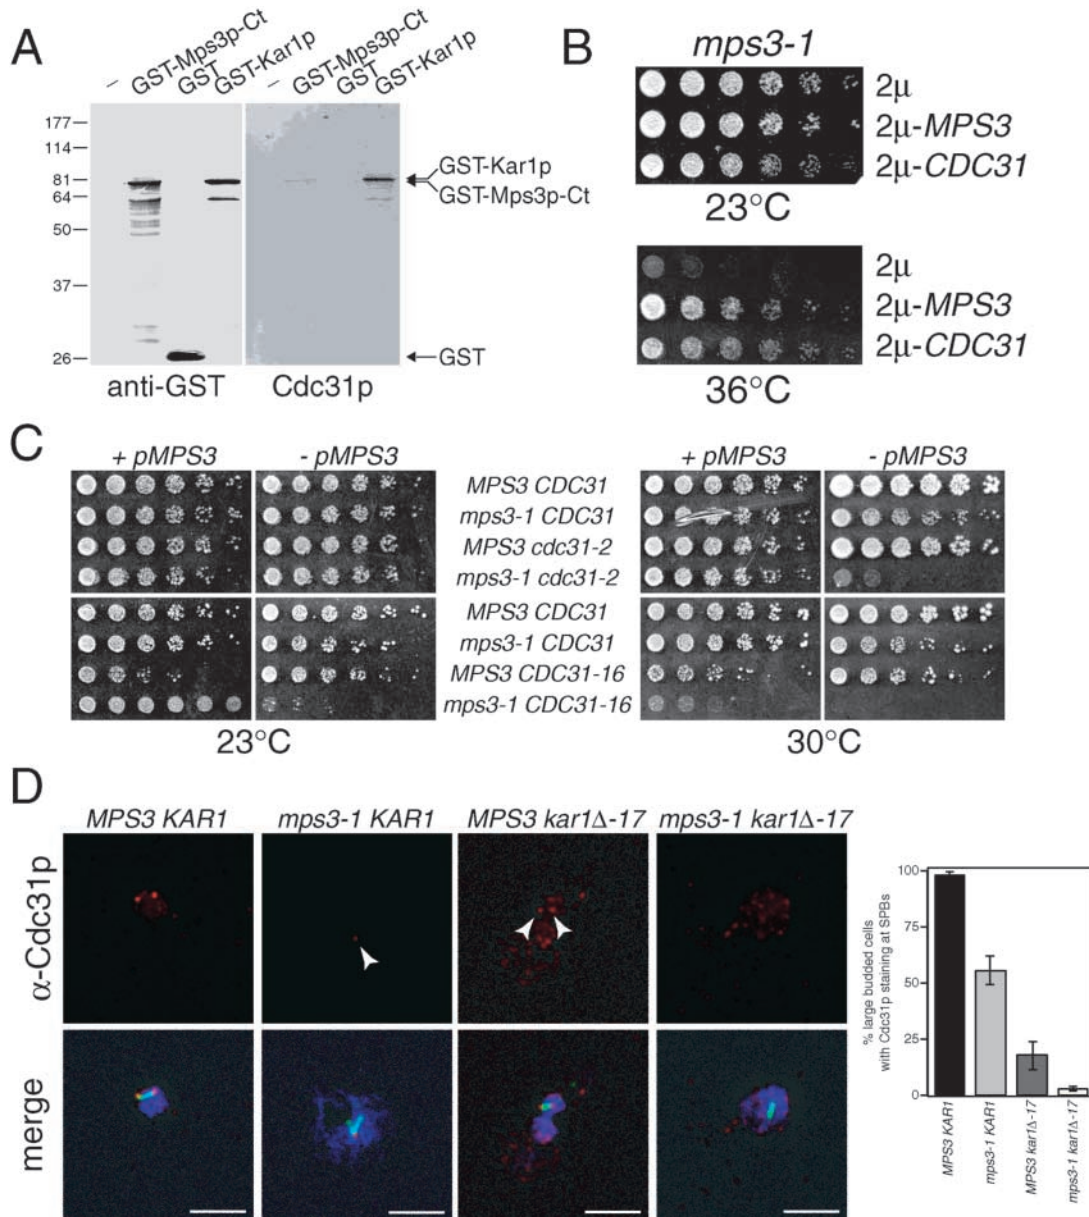 A
– GST-Mps3p-Ct GST GST-Kar1p – GST-Mps3p-Ct GST GST-Kar1p
177
114
81
64
50
37
26
GST-Kar1p
GST-Mps3p-Ct
GST
anti-GST Cdc31p
B
mps3-1
2μ
2μ-MPS3
2μ-CDC31
23°C
2μ
2μ-MPS3
2μ-CDC31
36°C
C
+ pMPS3 - pMPS3 + pMPS3 - pMPS3
MPS3 CDC31
mps3-1 CDC31
MPS3 cdc31-2
mps3-1 cdc31-2
MPS3 CDC31
mps3-1 CDC31
MPS3 CDC31-16
mps3-1 CDC31-16
23°C 30°C
D
MPS3 KAR1 mps3-1 KAR1 MPS3 kar1Δ-17 mps3-1 kar1Δ-17
α-Cdc31p
merge
% large budded cells
with Cdc31p staining at SPBs
100
75
50
25
0
MPS3 KAR1
mps3-1 KAR1
MPS3 kar1Δ-17
mps3-1 kar1Δ-17